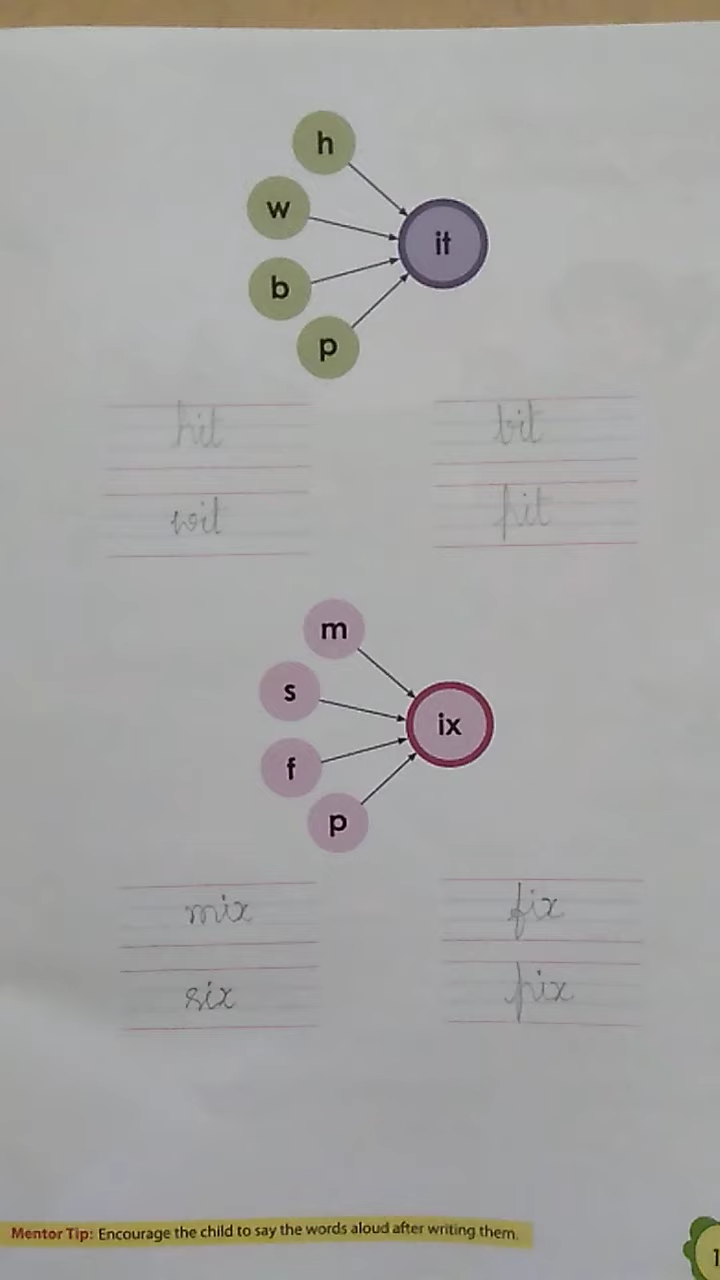 h
w
it
b
p
hit bit
wit pit
m
s
ix
f
p
mix fix
six pix
Mentor Tip: Encourage the child to say the words aloud after writing them.